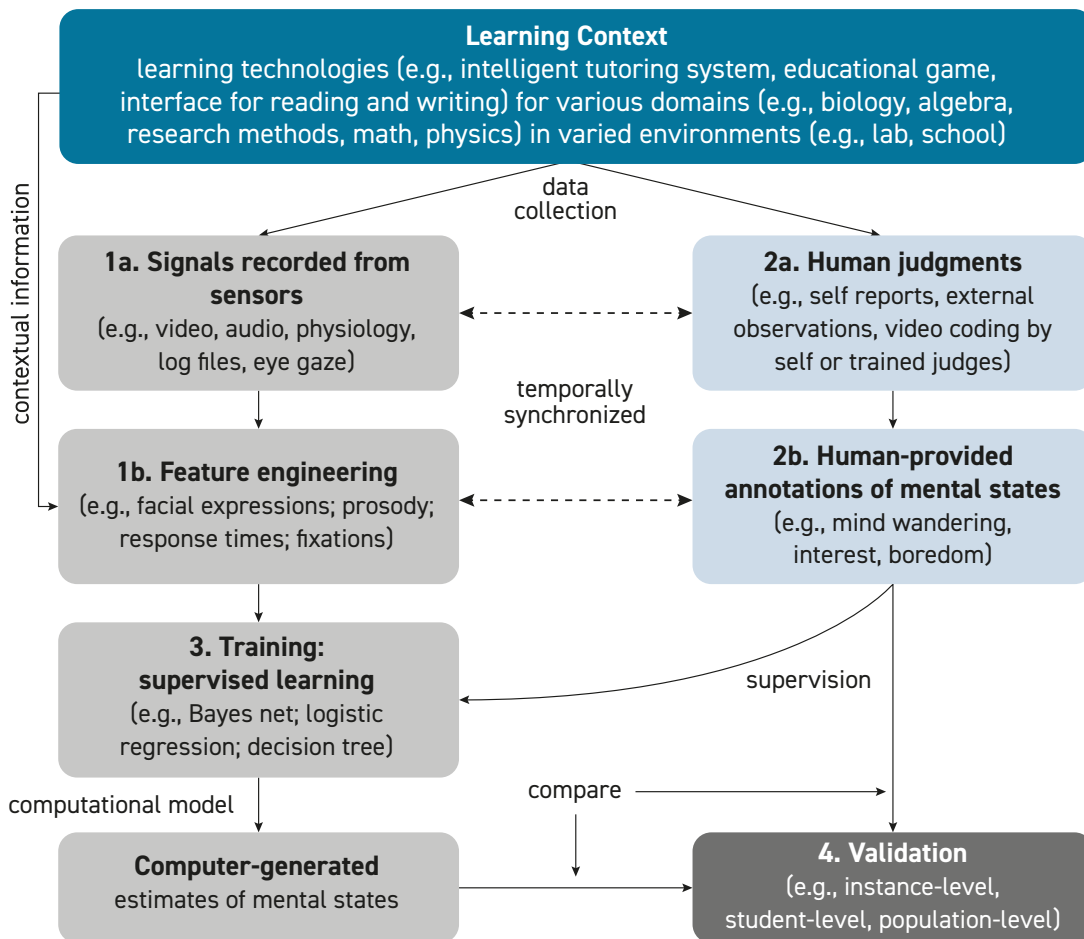 Learning Context
learning technologies (e.g., intelligent tutoring system, educational game,
interface for reading and writing) for various domains (e.g., biology, algebra,
research methods, math, physics) in varied environments (e.g., lab, school)
contextual information
data
collection
1a. Signals recorded from
sensors
(e.g., video, audio, physiology,
log files, eye gaze)
2a. Human judgments
(e.g., self reports, external
observations, video coding by
self or trained judges)
temporally
synchronized
1b. Feature engineering
(e.g., facial expressions; prosody;
response times; fixations)
2b. Human-provided
annotations of mental states
(e.g., mind wandering,
interest, boredom)
3. Training:
supervised learning
(e.g., Bayes net; logistic
regression; decision tree)
supervision
computational model
compare
Computer-generated
estimates of mental states
4. Validation
(e.g., instance-level,
student-level, population-level)